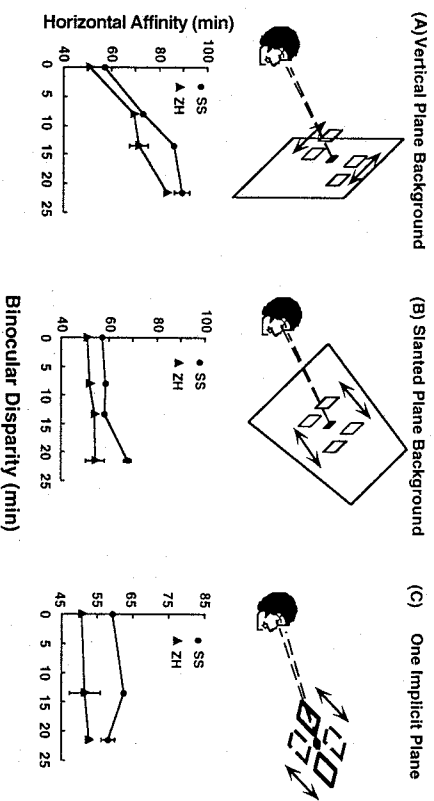 (A) Vertical Plane Background
Horizontal Affinity (min)
100
80
60
40
SS
ZH
0 5 10 15 20 25
(B) Slanted Plane Background
100
80
60
40
SS
ZH
0 5 10 15 20 25
Binocular Disparity (min)
(C) One Implicit Plane
85
75
65
55
45
SS
ZH
0 5 10 15 20 25